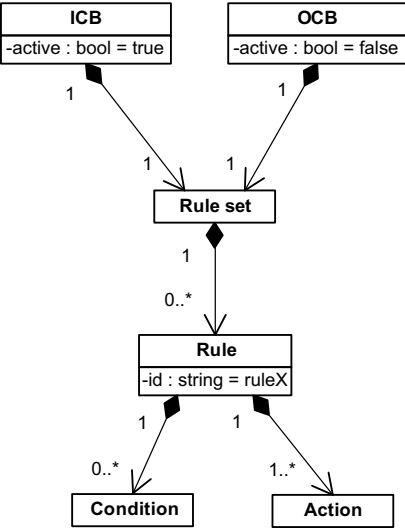 ICB
-active : bool = true
OCB
-active : bool = false
1
1
1
1
Rule set
1
0..*
Rule
-id : string = ruleX
1
1
0..*
1..*
Condition
Action